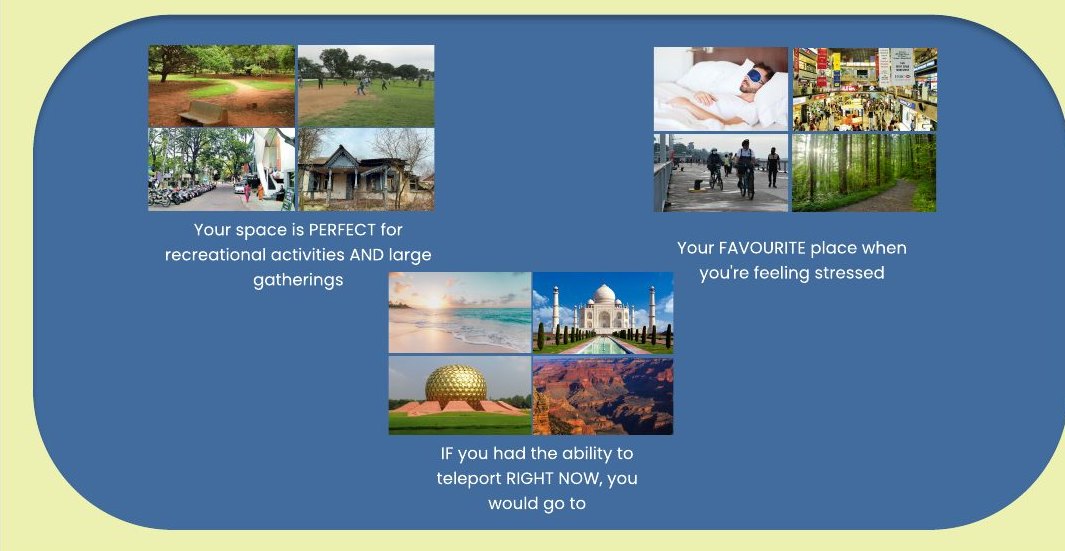 Your space is PERFECT for
recreational activities AND large
gatherings
Your FAVOURITE place when
you're feeling stressed
IF you had the ability to
teleport RIGHT NOW, you
would go to